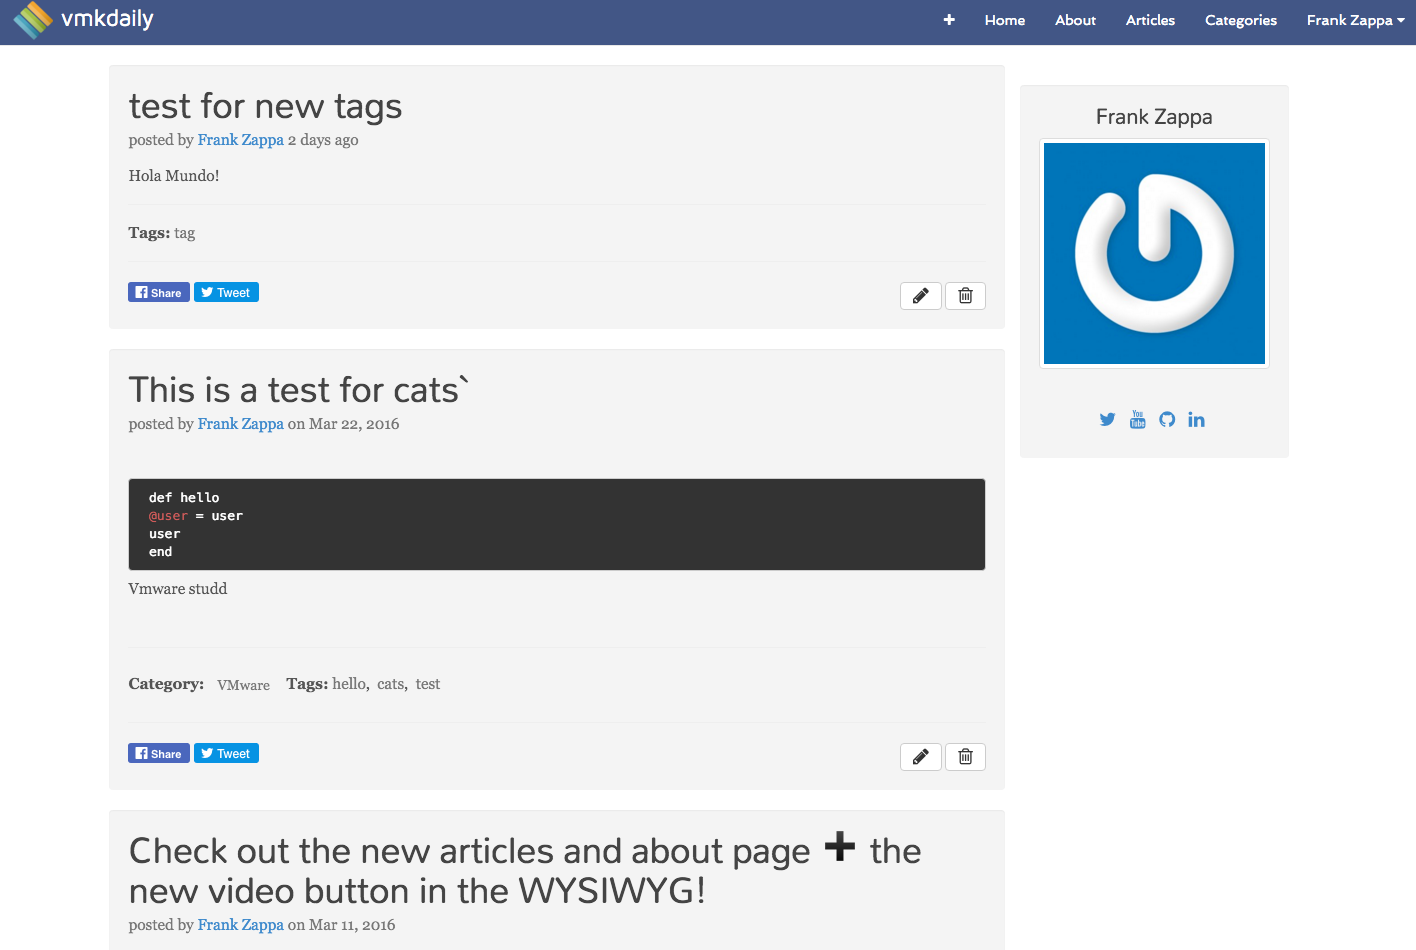 vmkdaily
Home About Articles Categories Frank Zappa
test for new tags
posted by Frank Zappa 2 days ago
Hola Mundo!
Tags: tag
Share Tweet
This is a test for cats`
posted by Frank Zappa on Mar 22, 2016
def hello
@user = user
user
end
Vmware studd
Category: VMware Tags: hello, cats, test
Share Tweet
Check out the new articles and about page ➕ the
new video button in the WYSIWYG!
posted by Frank Zappa on Mar 11, 2016
Frank Zappa
You Tube in